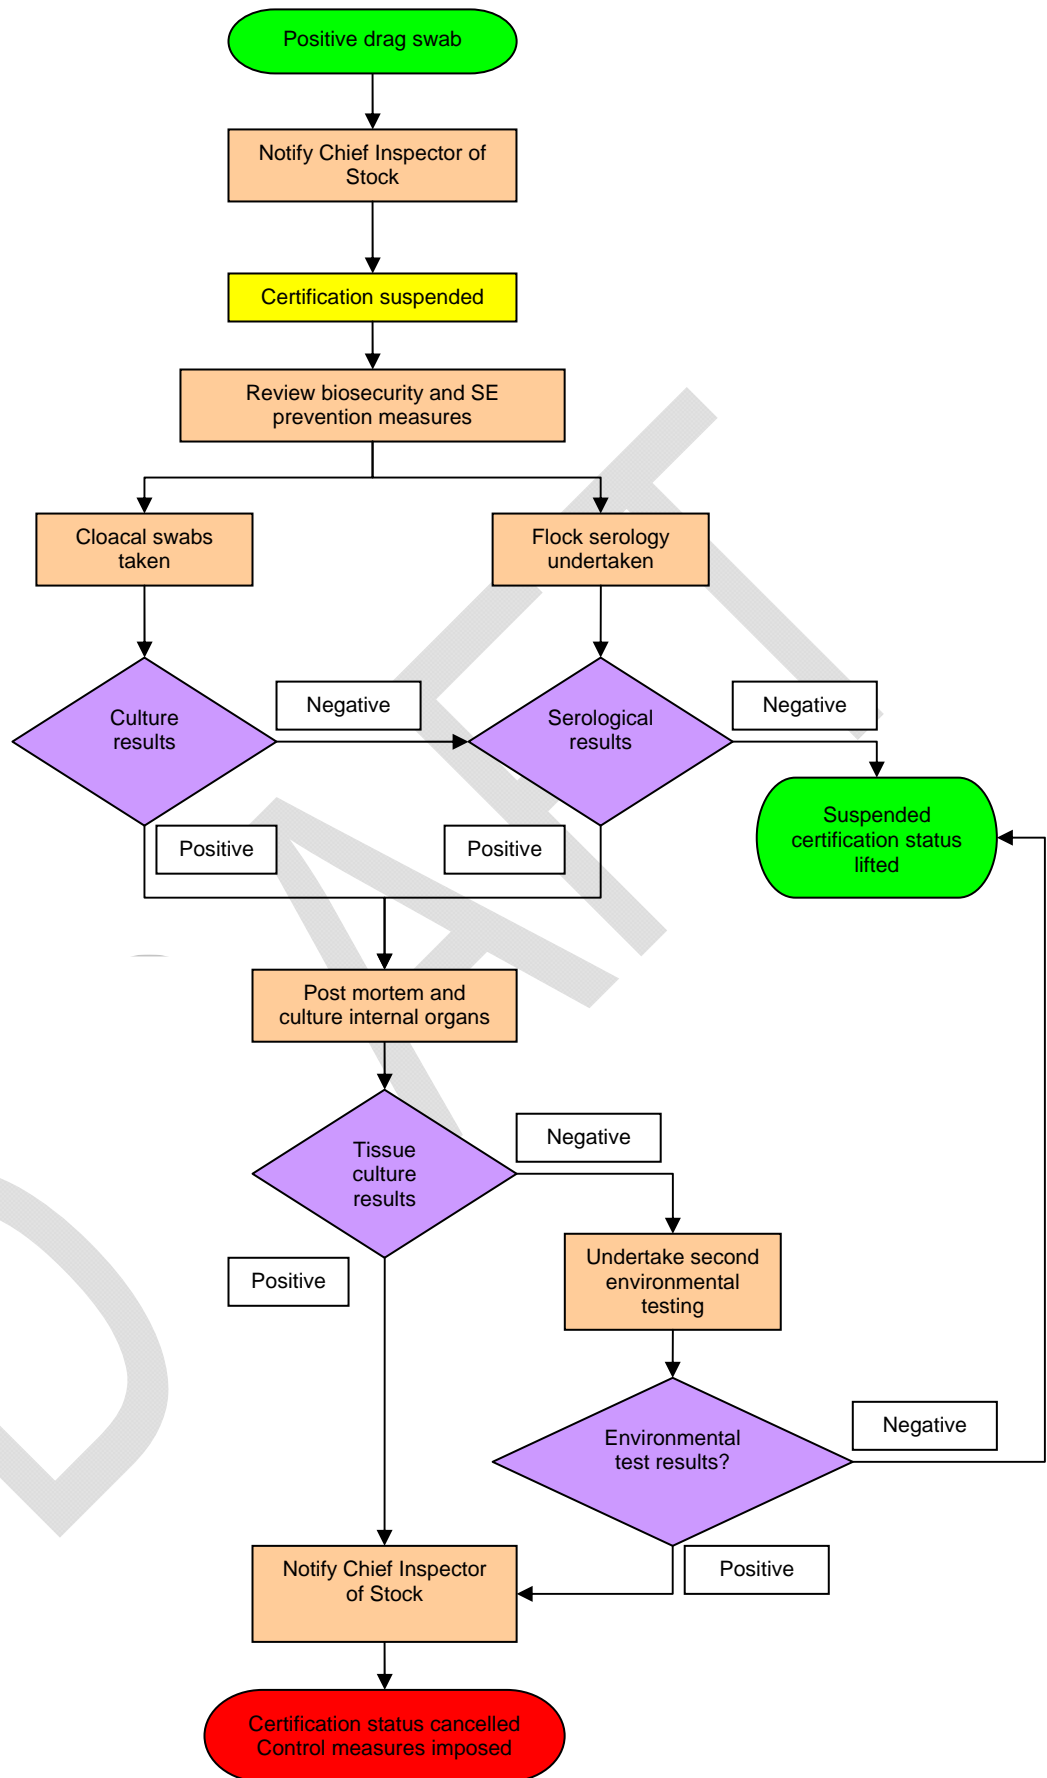 Positive drag swab
Notify Chief Inspector of
Stock
Certification suspended
Review biosecurity and SE
prevention measures
Cloacal swabs
taken
Flock serology
undertaken
Culture
results
Negative
Serological
results
Negative
Positive
Positive
Suspended
certification status
lifted
Post mortem and
culture internal organs
Tissue
culture
results
Negative
Positive
Undertake second
environmental
testing
Environmental
test results?
Negative
Positive
Notify Chief Inspector
of Stock
Certification status cancelled
Control measures imposed
DRAFT